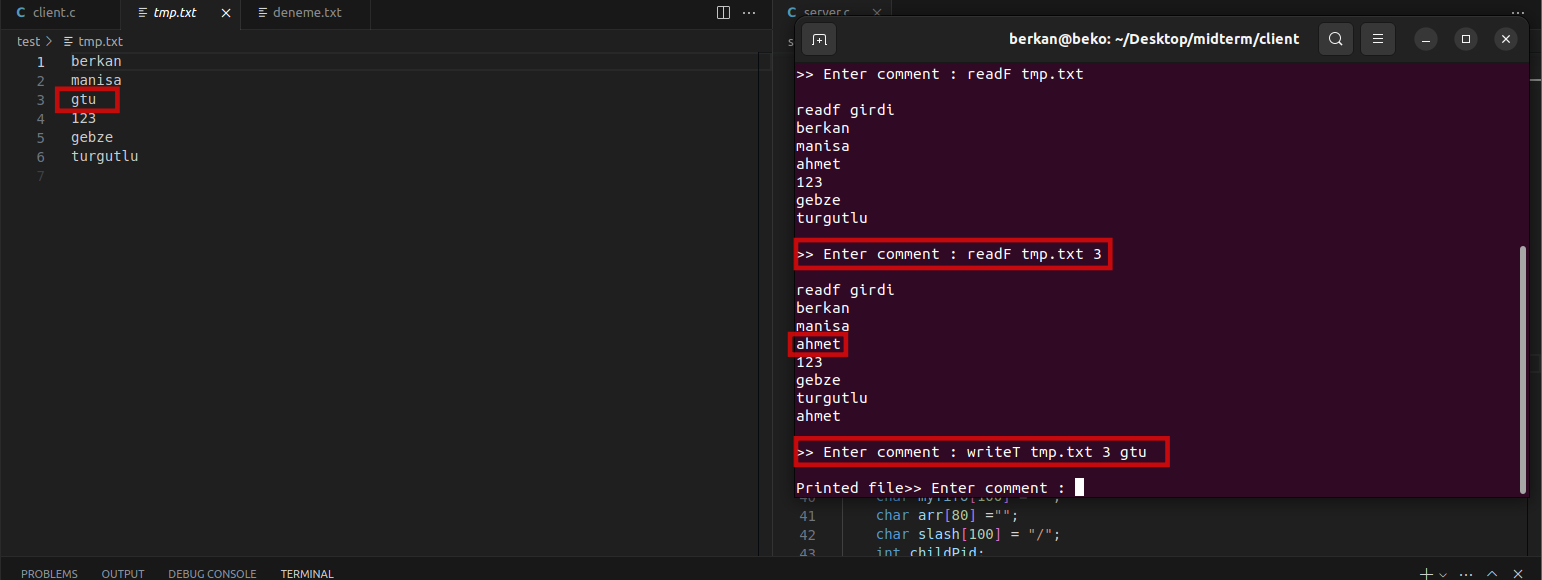 client.c
tmp.txt
deneme.txt
test > tmp.txt
1 berkan
2 manisa
3 gtu
4 123
5 gebze
6 turgutlu
7
server.c
berkan@beko: ~/Desktop/midterm/client
>> Enter comment : readF tmp.txt
readf girdi
berkan
manisa
ahmet
123
gebze
turgutlu
>> Enter comment : readF tmp.txt 3
readf girdi
berkan
manisa
ahmet
123
gebze
turgutlu
ahmet
>> Enter comment : writeT tmp.txt 3 gtu
Printed file>> Enter comment :
41 char arr[80] ="";
42 char slash[100] = "/";
43 int childPid;
PROBLEMS OUTPUT DEBUG CONSOLE TERMINAL